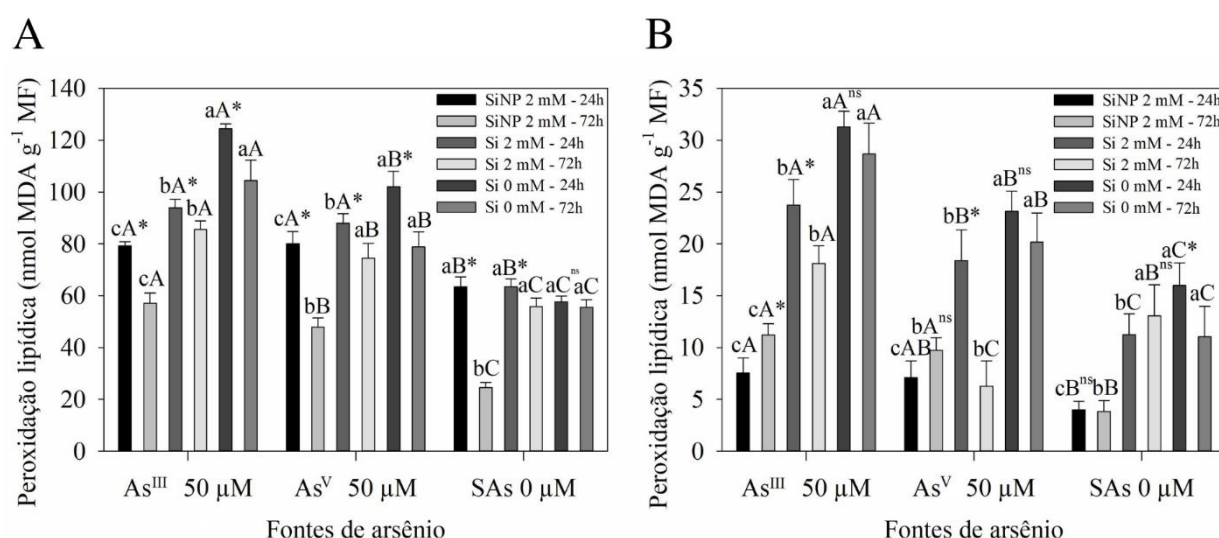 A
Peroxidação lipídica (nmol MDA g⁻¹ MF)
140
120
100
80
60
40
20
0
SiNP 2 mM - 24h
SiNP 2 mM - 72h
Si 2 mM - 24h
Si 2 mM - 72h
Si 0 mM - 24h
Si 0 mM - 72h
cA* cA bA* bA aA* aA
cA* bB bA* aB aB* aB
aB* bC aB* aC aC ns aC
As^III 50 µM As^V 50 µM SAs 0 µM
Fontes de arsênio
B
Peroxidação lipídica (nmol MDA g⁻¹ MF)
35
30
25
20
15
10
5
0
SiNP 2 mM - 24h
SiNP 2 mM - 72h
Si 2 mM - 24h
Si 2 mM - 72h
Si 0 mM - 24h
Si 0 mM - 72h
cA cA* bA* bA aA ns aA
cAB bA ns bB* bC aB ns aB
cB ns bB bC aB ns aC* aC
As^III 50 µM As^V 50 µM SAs 0 µM
Fontes de arsênio